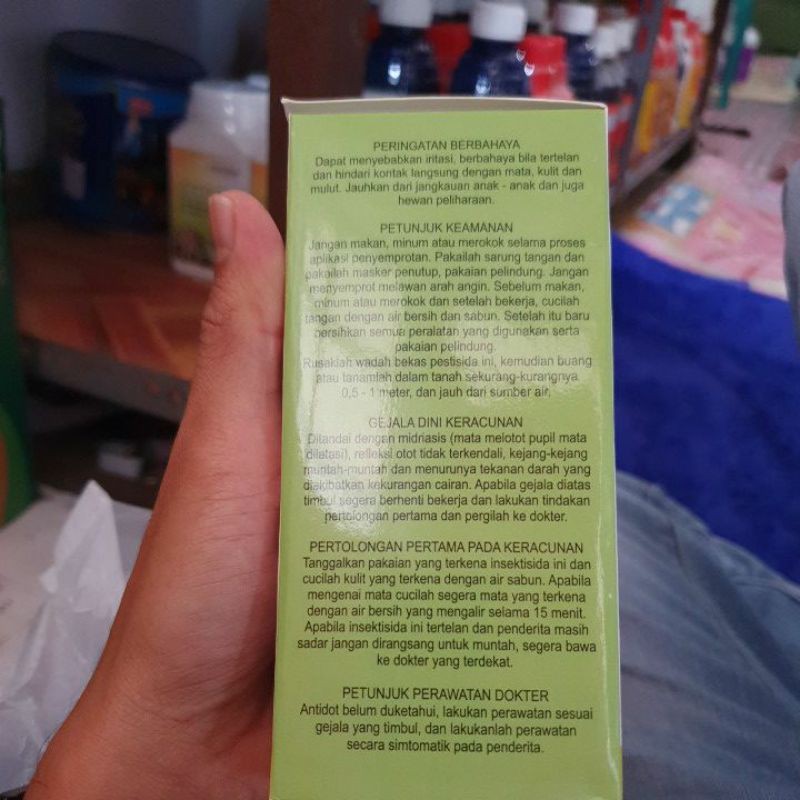 PERINGATAN BERBAHAYA
Dapat menyebabkan iritasi, berbahaya bila tertelan
dan hindari kontak langsung dengan mata, kulit dan
mulut. Jauhkan dari jangkauan anak - anak dan juga
hewan peliharaan.
PETUNJUK KEAMANAN
Jangan makan, minum atau merokok selama proses
aplikasi penyemprotan. Pakailah sarung tangan dan
pakailah masker penutup, pakaian pelindung. Jangan
menyemprot melawan arah angin. Sebelum makan,
minum atau merokok dan setelah bekerja, cucilah
tangan dengan air bersih dan sabun. Setelah itu baru
bersihkan semua peralatan yang digunakan serta
pakaian pelindung.
Rusaklah wadah bekas pestisida ini, kemudian buang
atau tanamlah dalam tanah sekurang-kurangnya
0,5 - 1 meter, dan jauh dari sumber air.
GEJALA DINI KERACUNAN
Ditandai dengan midriasis (mata melotot pupil mata
dilatasi), refleksi otot tidak terkendali, kejang-kejang
muntah-muntah dan menurunya tekanan darah yang
diakibatkan kekurangan cairan. Apabila gejala diatas
timbul segera berhenti bekerja dan lakukan tindakan
pertolongan pertama dan pergilah ke dokter.
PERTOLONGAN PERTAMA PADA KERACUNAN
Tanggalkan pakaian yang terkena insektisida ini dan
cucilah kulit yang terkena dengan air sabun. Apabila
mengenai mata cucilah segera mata yang terkena
dengan air bersih yang mengalir selama 15 menit.
Apabila insektisida ini tertelan dan penderita masih
sadar jangan dirangsang untuk muntah, segera bawa
ke dokter yang terdekat.
PETUNJUK PERAWATAN DOKTER
Antidot belum duketahui, lakukan perawatan sesuai
gejala yang timbul, dan lakukanlah perawatan
secara simtomatik pada penderita.